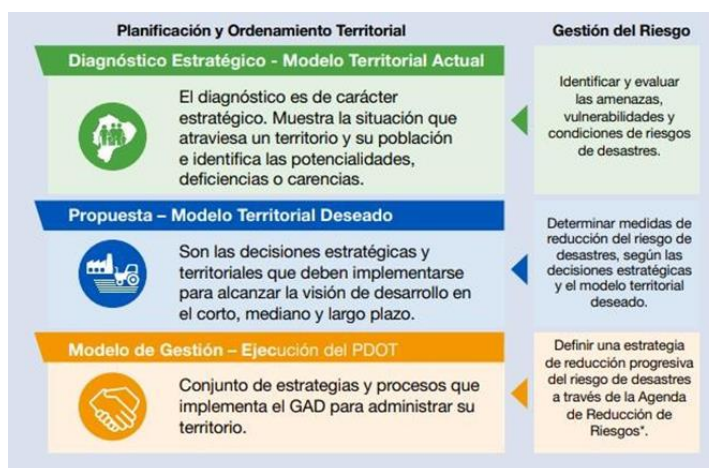 Planificación y Ordenamiento Territorial
Gestión del Riesgo
Diagnóstico Estratégico - Modelo Territorial Actual
El diagnóstico es de carácter
estratégico. Muestra la situación que
atraviesa un territorio y su población
e identifica las potencialidades,
deficiencias o carencias.
Identificar y evaluar
las amenazas,
vulnerabilidades y
condiciones de riesgos
de desastres.
Propuesta – Modelo Territorial Deseado
Son las decisiones estratégicas y
territoriales que deben implementarse
para alcanzar la visión de desarrollo en
el corto, mediano y largo plazo.
Determinar medidas de
reducción del riesgo de
desastres, según las
decisiones estratégicas
y el modelo territorial
deseado.
Modelo de Gestión – Ejecución del PDOT
Conjunto de estrategias y procesos que
implementa el GAD para administrar su
territorio.
Definir una estrategia
de reducción progresiva
del riesgo de desastres
a través de la Agenda
de Reducción de
Riesgos*.